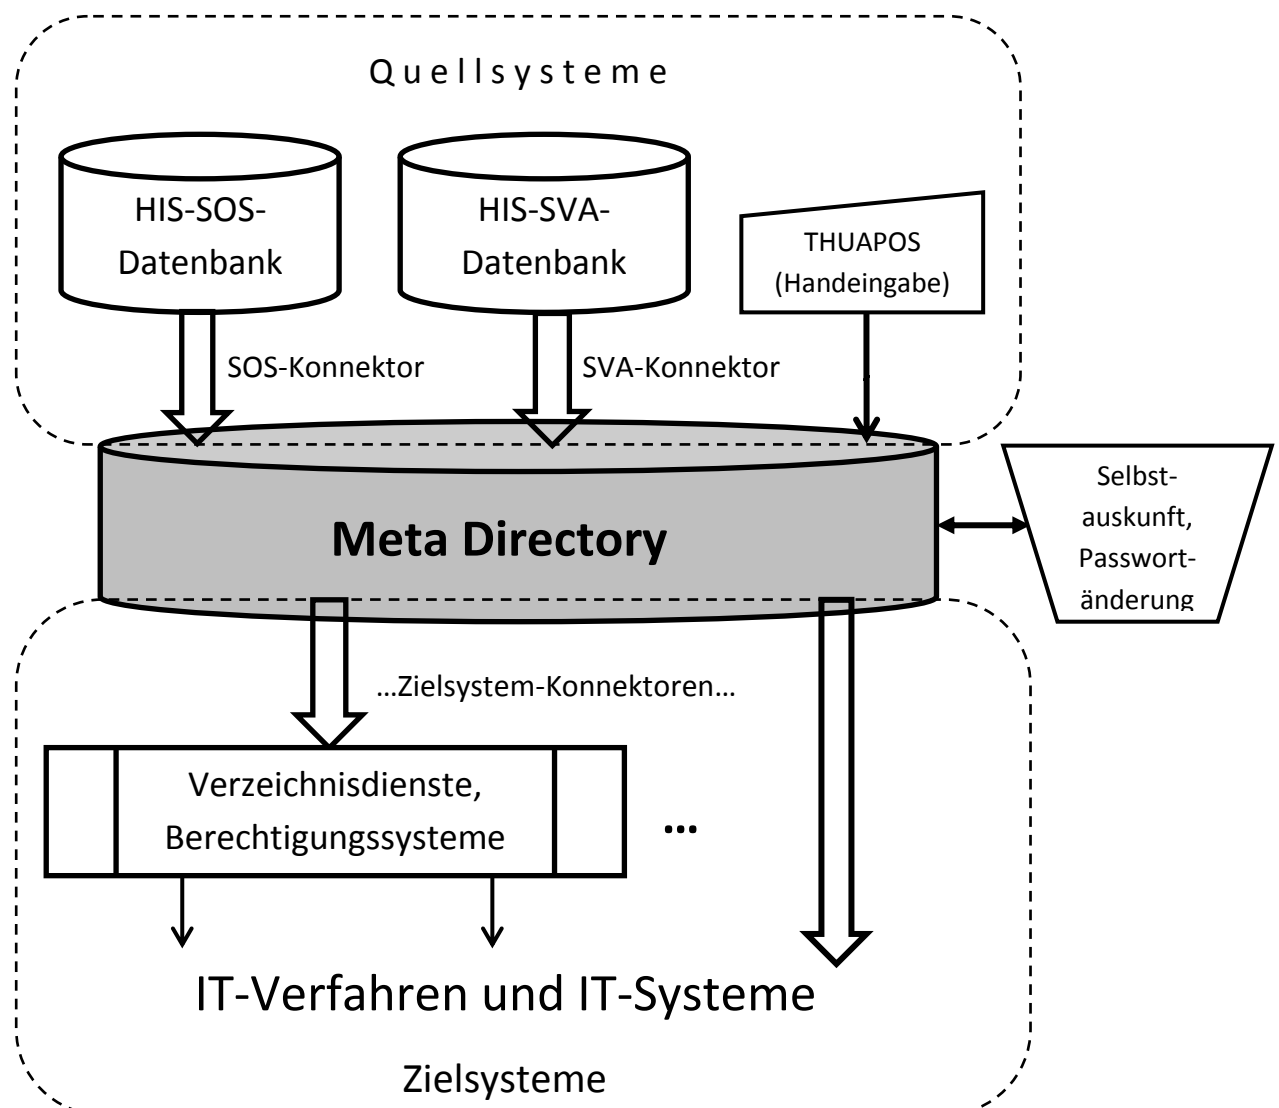 Quellsysteme
HIS-SOS-
Datenbank
HIS-SVA-
Datenbank
THUAPOS
(Handeingabe)
SOS-Konnektor
SVA-Konnektor
Meta Directory
Selbst-
auskunft,
Passwort-
änderung
...Zielsystem-Konnektoren...
Verzeichnisdienste,
Berechtigungssysteme
...
IT-Verfahren und IT-Systeme
Zielsysteme